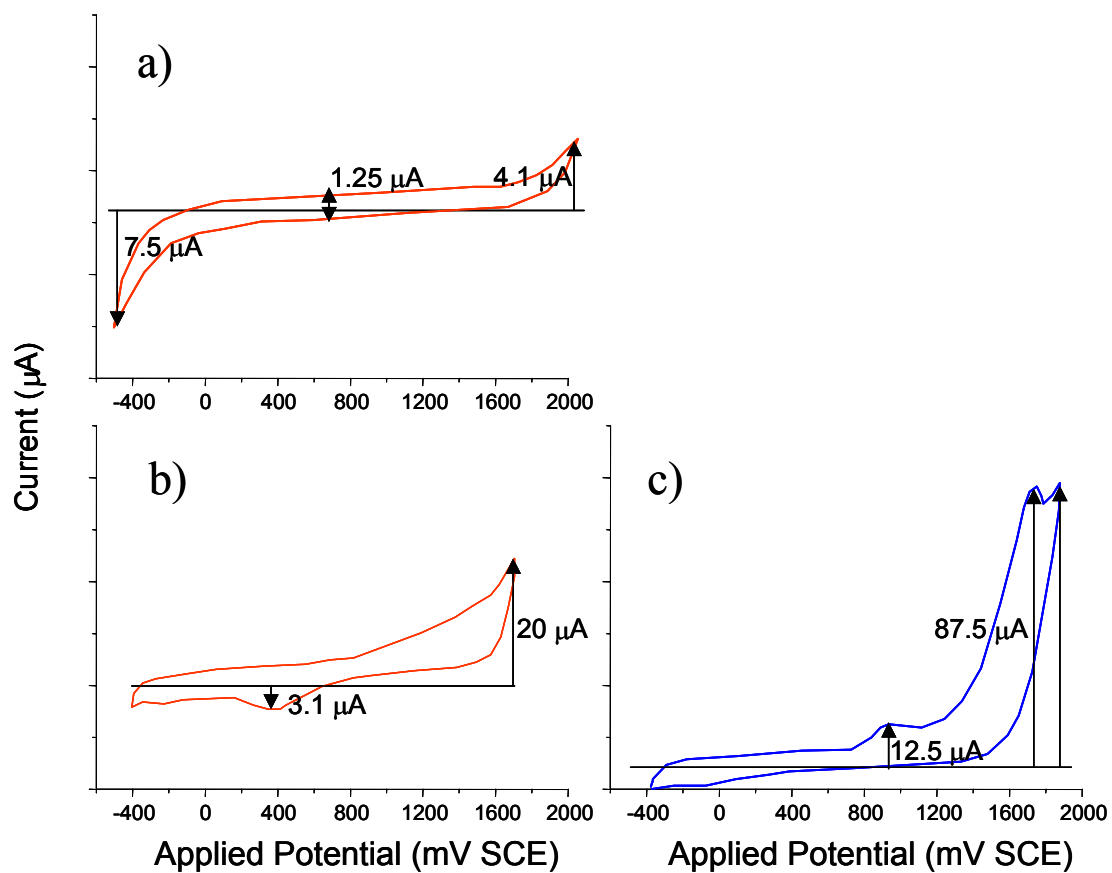 a)
1.25 μA
4.1 μA
7.5 μA
-400 0 400 800 1200 1600 2000
Current (μA)
b)
20 μA
3.1 μA
-400 0 400 800 1200 1600 2000
Applied Potential (mV SCE)
c)
87.5 μA
12.5 μA
-400 0 400 800 1200 1600 2000
Applied Potential (mV SCE)